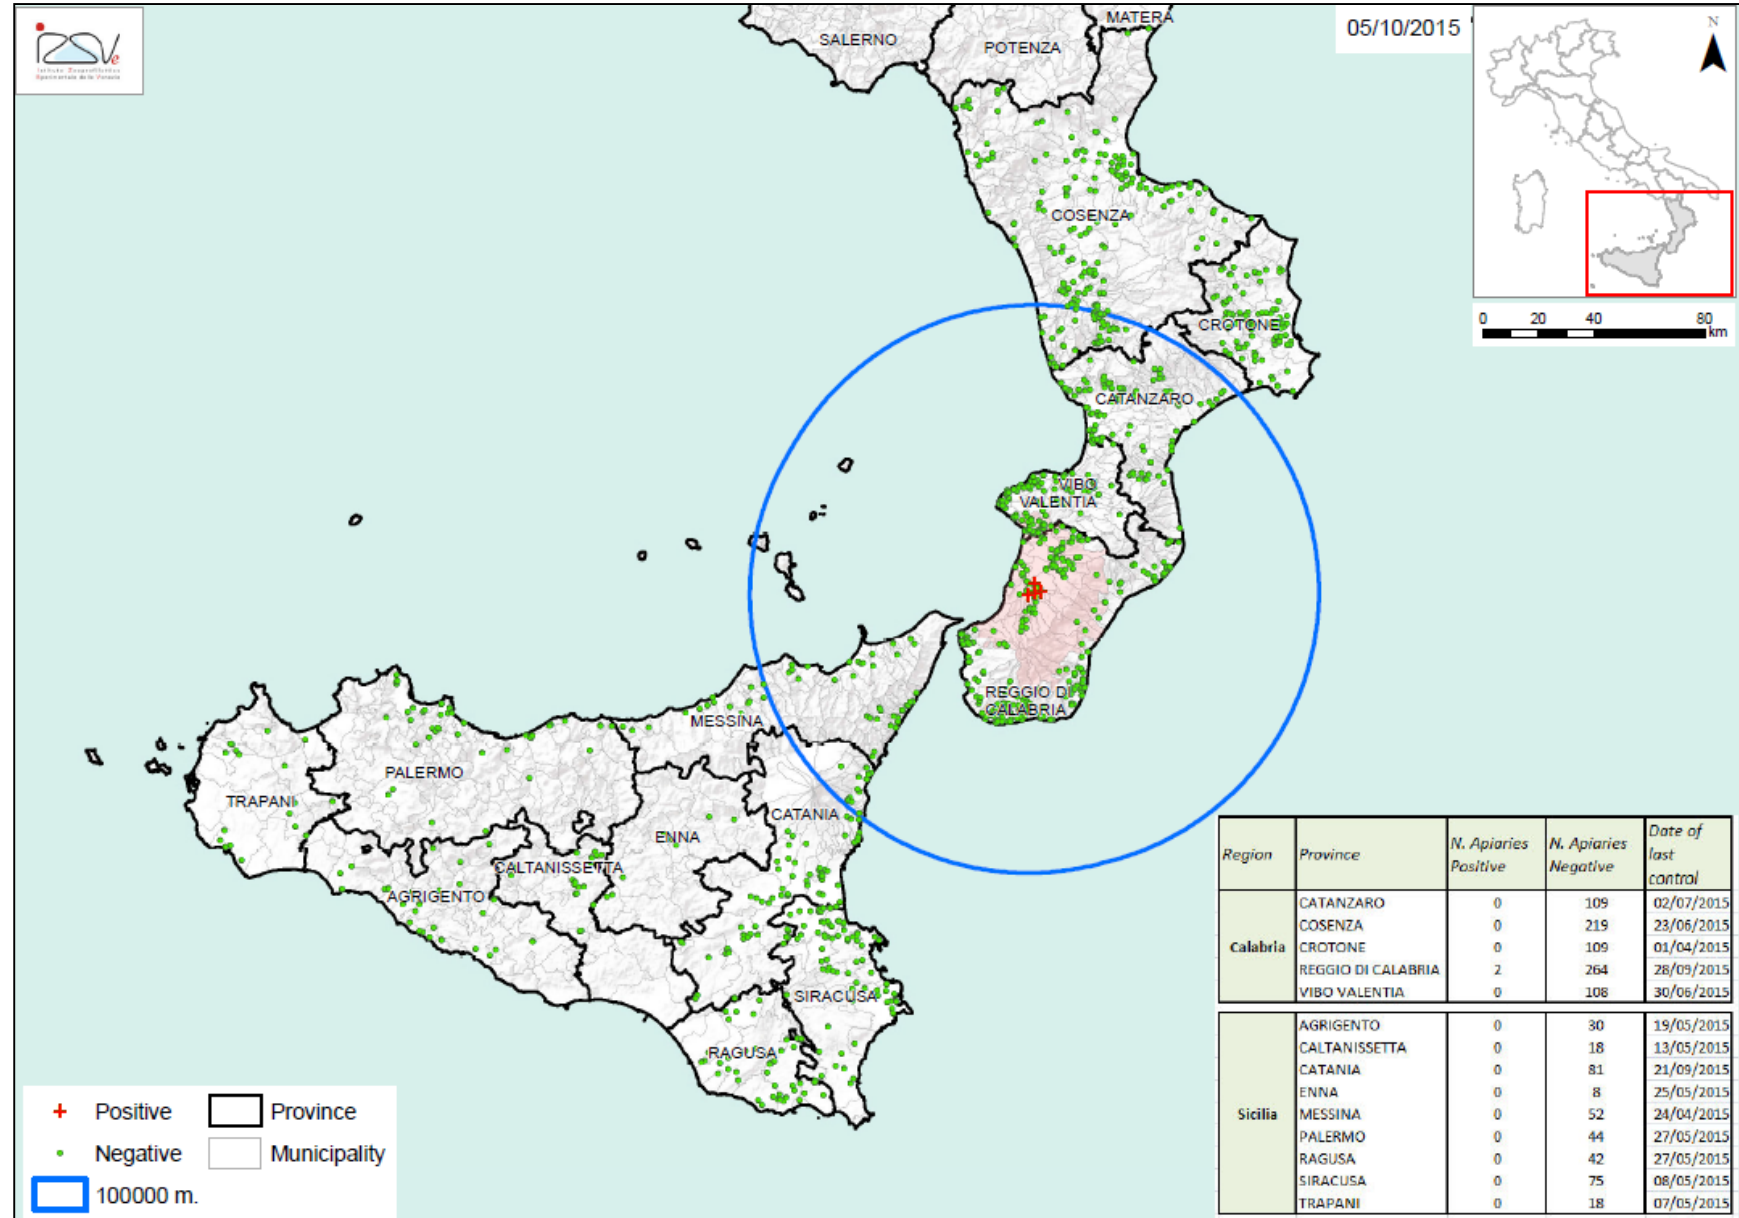 IZSVe
Istituto Zooprofilattico
Sperimentale delle Venezie
05/10/2015
N
0 20 40 80
km
MATERA
SALERNO
POTENZA
COSENZA
CROTONE
CATANZARO
VIBO
VALENTIA
REGGIO DI
CALABRIA
MESSINA
PALERMO
TRAPANI
CATANIA
ENNA
CALTANISSETTA
AGRIGENTO
SIRACUSA
RAGUSA
Positive Province
Negative Municipality
100000 m.
Region Province N. Apiaries Positive N. Apiaries Negative Date of last control
Calabria
CATANZARO 0 109 02/07/2015
COSENZA 0 219 23/06/2015
CROTONE 0 109 01/04/2015
REGGIO DI CALABRIA 2 264 28/09/2015
VIBO VALENTIA 0 108 30/06/2015
Sicilia
AGRIGENTO 0 30 19/05/2015
CALTANISSETTA 0 18 13/05/2015
CATANIA 0 81 21/09/2015
ENNA 0 8 25/05/2015
MESSINA 0 52 24/04/2015
PALERMO 0 44 27/05/2015
RAGUSA 0 42 27/05/2015
SIRACUSA 0 75 08/05/2015
TRAPANI 0 18 07/05/2015